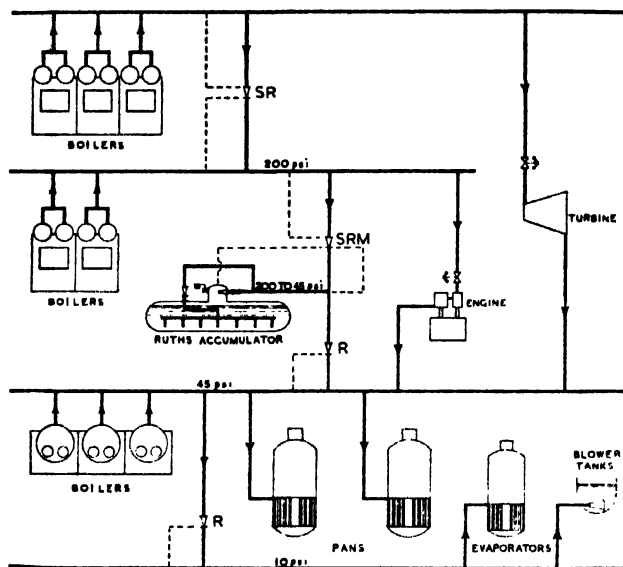 SR
BOILERS
200 psi
TURBINE
SRM
BOILERS
200 TO 45 psi
ENGINE
RUTHS ACCUMULATOR
R
45 psi
BLOWER
TANKS
BOILERS
R
PANS
EVAPORATORS
10 psi